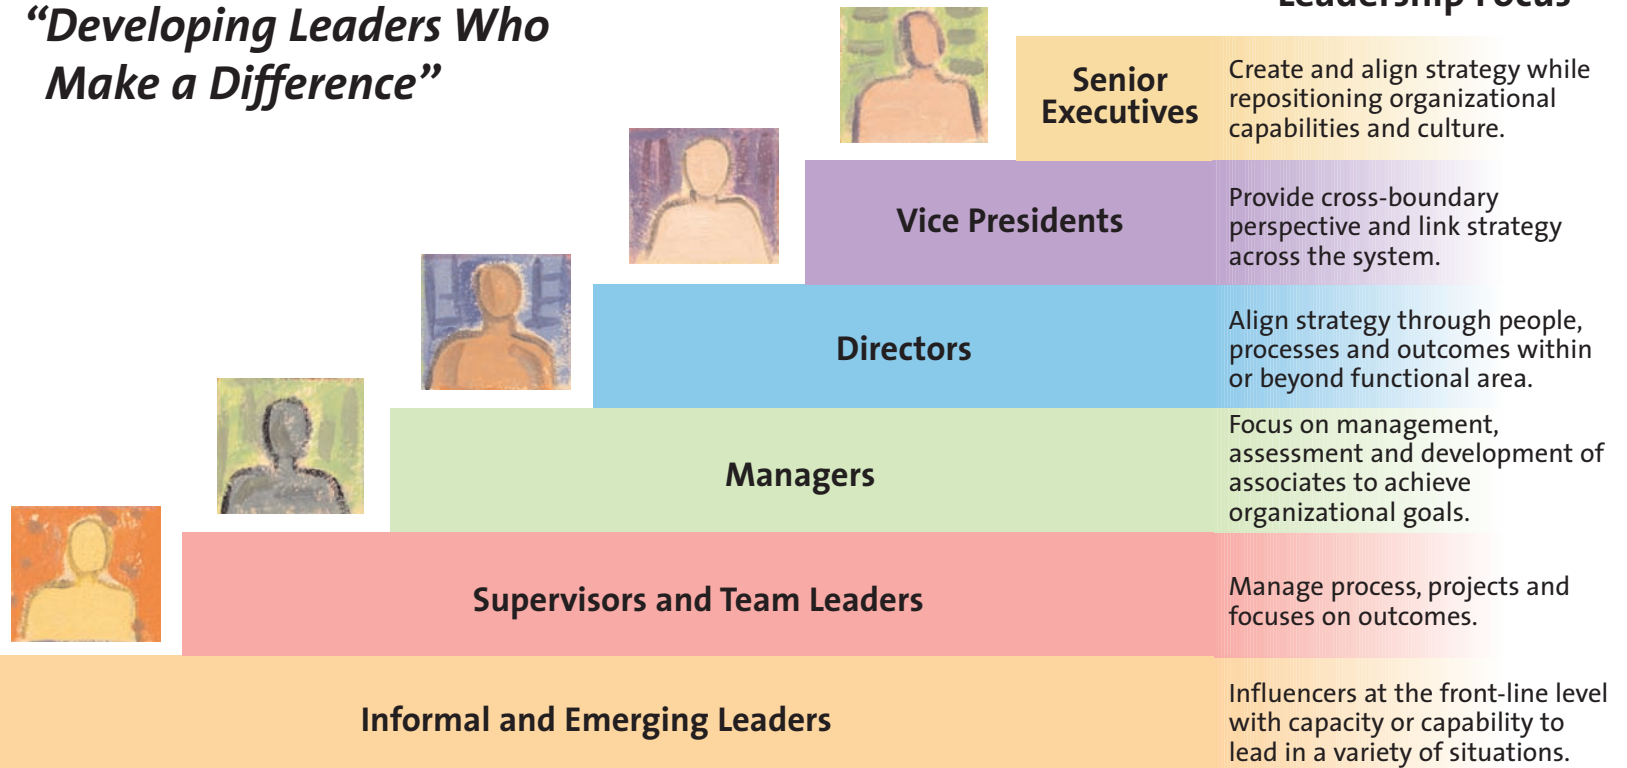 “Developing Leaders Who
Make a Difference”
Leadership Focus
Senior
Executives
Create and align strategy while
repositioning organizational
capabilities and culture.
Vice Presidents
Provide cross-boundary
perspective and link strategy
across the system.
Directors
Align strategy through people,
processes and outcomes within
or beyond functional area.
Managers
Focus on management,
assessment and development of
associates to achieve
organizational goals.
Supervisors and Team Leaders
Manage process, projects and
focuses on outcomes.
Informal and Emerging Leaders
Influencers at the front-line level
with capacity or capability to
lead in a variety of situations.